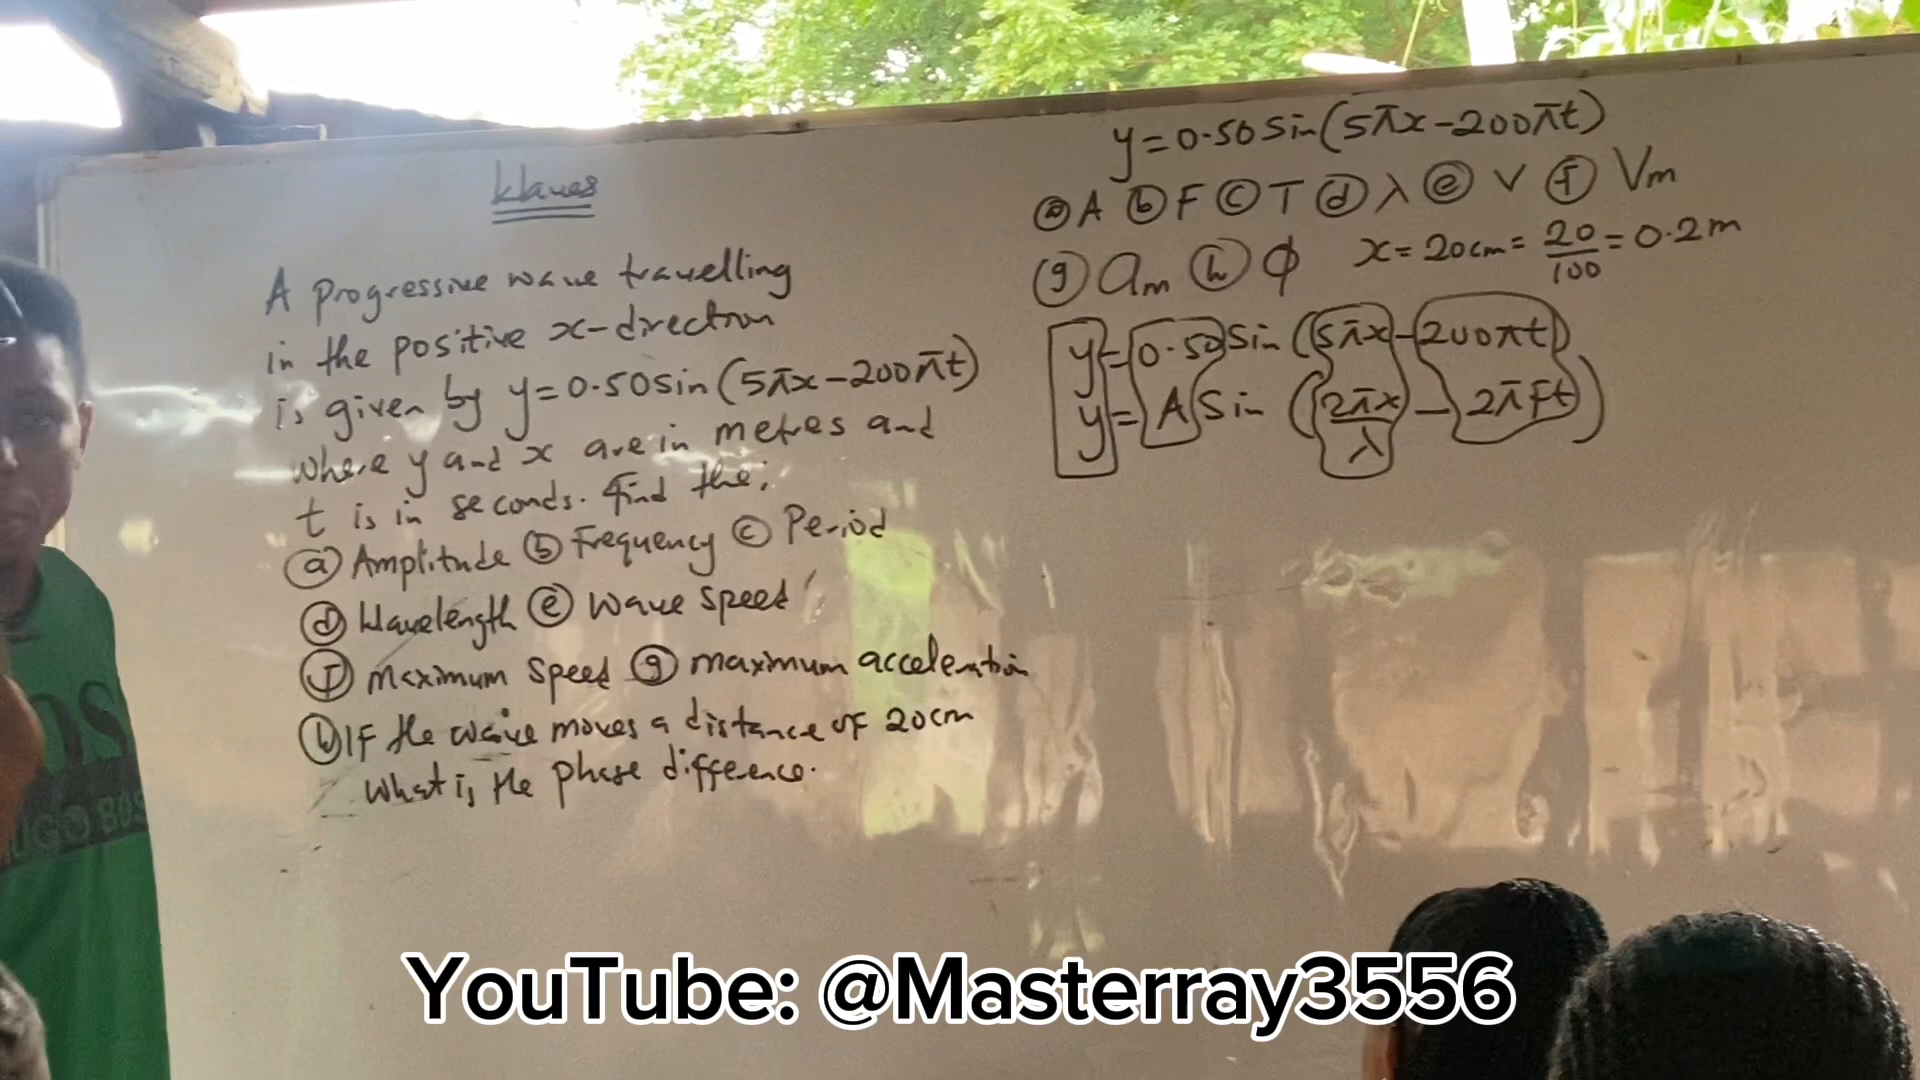 Waves
A progressive wave travelling
in the positive x-direction
is given by y=0.50sin(5πx-200πt)
where y and x are in metres and
t is in seconds. find the;
ⓐ Amplitude ⓑ Frequency ⓒ Period
ⓓ Wavelength ⓔ wave speed
ⓕ maximum speed ⓖ maximum acceleration
ⓗ If the wave moves a distance of 20cm
what is the phase difference.
y=0.50sin(5πx-200πt)
ⓐ A ⓑ F ⓒ T ⓓ λ ⓔ V ⓕ Vm
ⓖ am ⓗ ϕ x=20cm=20/100=0.2m
y=0.50sin(5πx-200πt)
y=A Sin(2πx/λ-2πft)
YouTube: @Masterray3556